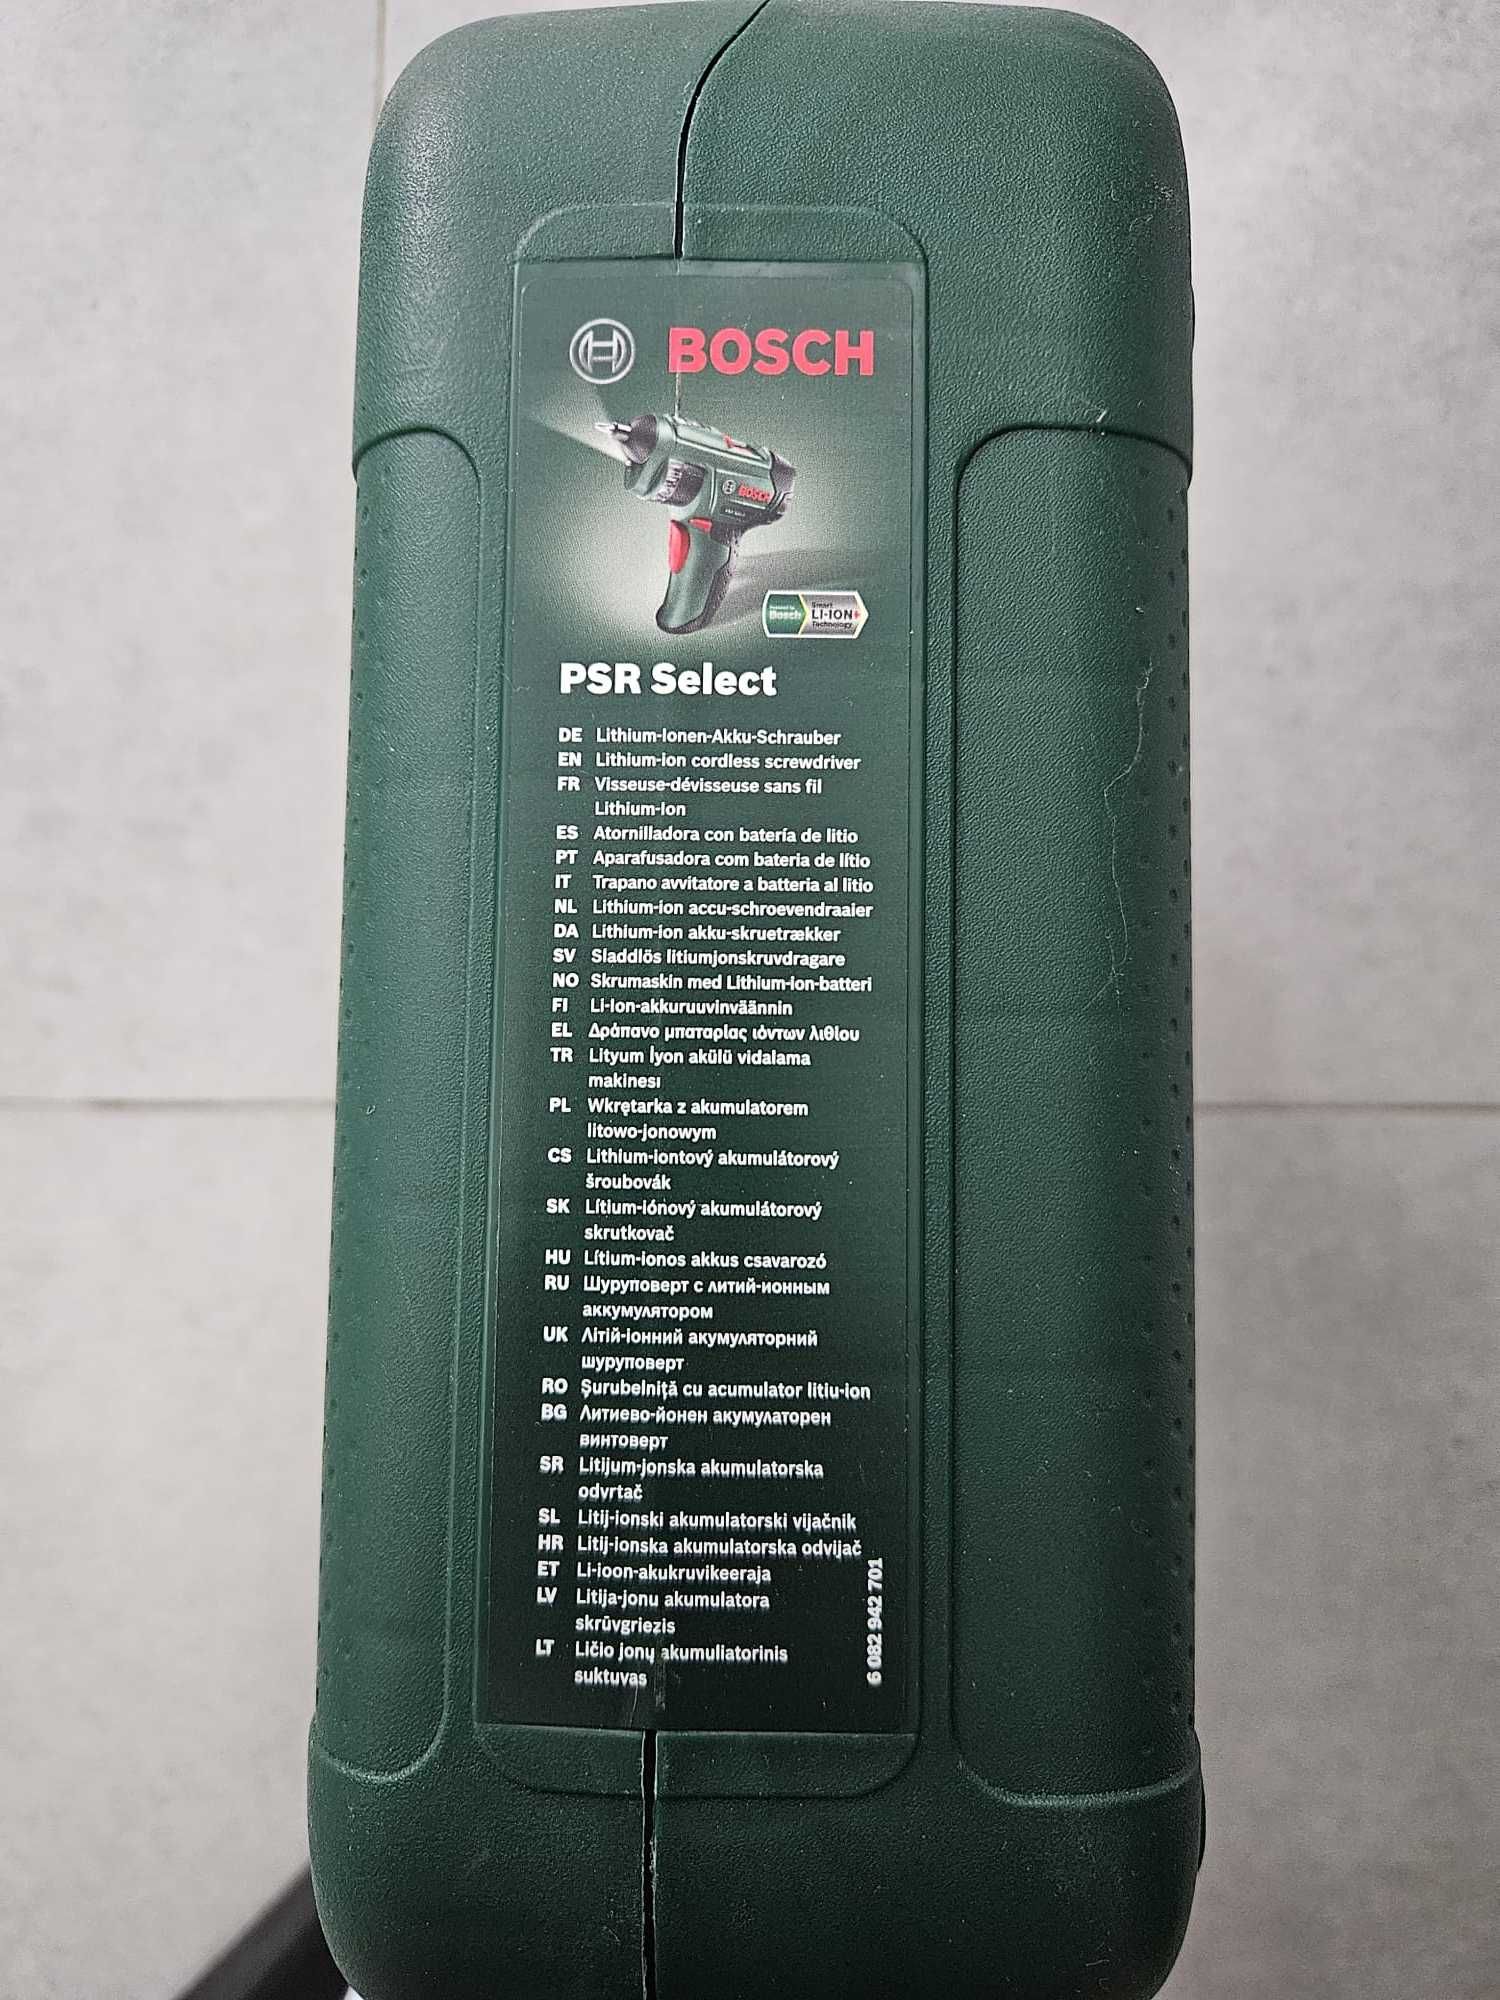 BOSCH
BOSCH
Bosch
Smart
LI-ION+
Technology
PSR Select
DE Lithium-Ionen-Akku-Schrauber
EN Lithium-ion cordless screwdriver
FR Visseuse-dévisseuse sans fil
Lithium-Ion
ES Atornilladora con batería de litio
PT Aparafusadora com bateria de lítio
IT Trapano avvitatore a batteria al litio
NL Lithium-ion accu-schroevendraaier
DA Lithium-ion akku-skruetrækker
SV Sladdlös litiumjonskruvdragare
NO Skrumaskin med Lithium-ion-batteri
FI Li-Ion-akkuruuvinväännin
EL Δράπανο μπαταρίας ιόντων λιθίου
TR Lityum İyon akülü vidalama
makinesı
PL Wkrętarka z akumulatorem
litowo-jonowym
CS Lithium-iontový akumulátorový
šroubovák
SK Lítium-iónový akumulátorový
skrutkovač
HU Lítium-ionos akkus csavarozó
RU Шуруповерт с литий-ионным
аккумулятором
UK Літій-іонний акумуляторний
шуруповерт
RO Şurubelniţă cu acumulator litiu-ion
BG Литиево-йонен акумулаторен
винтоверт
SR Litijum-jonska akumulatorska
odvrtač
SL Litij-ionski akumulatorski vijačnik
HR Litij-ionska akumulatorska odvijač
ET Li-ioon-akukruvikeeraja
LV Litija-jonu akumulatora
skrūvgriezis
LT Ličio jonų akumuliatorinis
suktuvas
6 082 942 701